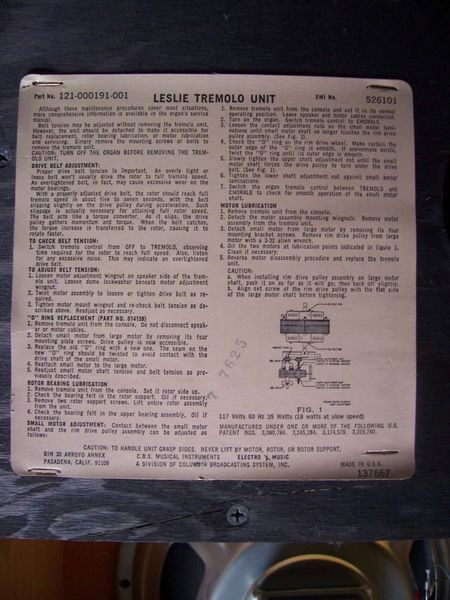 Part No. 121-000191-001
LESLIE TREMOLO UNIT
EMI No. 526101
Although these maintenance procedures cover most situations,
more comprehensive information is available in the organ's service
manual.
Belt tension may be adjusted without removing the tremolo unit.
However, the unit should be detached to make it accessible for
belt replacement, rotor bearing lubrication, or motor lubrication
and servicing. Simply remove the mounting screws or bolts to
remove the tremolo unit.
CAUTION: TURN OFF THE ORGAN BEFORE REMOVING THE TREM-
OLO UNIT.
DRIVE BELT ADJUSTMENT:
Proper drive belt tension is important. An overly tight or
loose belt won't usually drive the rotor to full tremolo speed.
An overtightened belt, in fact, may cause excessive wear on the
motor bearings.
With a properly adjusted drive belt, the rotor should reach full
tremolo speed in about five to seven seconds, with the belt
slipping slightly on the drive pulley during acceleration. Such
slippage is actually necessary for attaining full rotor speed.
The belt acts like a torque converter. As it slips, the drive
pulley gathers momentum and torque. When the belt catches,
the torque increase is transferred to the rotor, causing it to
rotate faster.
TO CHECK BELT TENSION:
1. Switch tremolo control from OFF to TREMOLO, observing
time required for the rotor to reach full speed. Also, listen
for any excessive noise. This may indicate an overtightened
drive belt.
TO ADJUST BELT TENSION:
1. Loosen motor adjustment wingnut on speaker side of the trem-
olo unit. Loosen dome lockwasher beneath motor adjustment
wingnut.
2. Twist motor assembly to loosen or tighten drive belt as re-
quired.
3. Tighten motor mount wingnut and re-check belt tension as de-
scribed above. Readjust as necessary.
"O" RING REPLACEMENT (PART NO. 014159)
1. Remove tremolo unit from the console. Do not disconnect speak-
er or motor cables.
2. Detach small motor from large motor by removing its four
mounting plate screws. Drive pulley is now accessible.
3. Replace the old "O" ring with a new one. The seam on the
new "O" ring should be twisted to avoid contact with the
drive shaft of the small motor.
4. Reattach small motor to the large motor.
5. Readjust small motor shaft tension and belt tension as pre-
viously described.
ROTOR BEARING LUBRICATION
1. Remove tremolo unit from the console. Set it rotor side up.
2. Check the bearing felt in the rotor support. Oil if necessary.
3. Remove two rotor support screws. Lift entire rotor assembly
from the unit.
4. Check the bearing felt in the upper bearing assembly. Oil if
necessary.
SMALL MOTOR ADJUSTMENT: Contact between the small motor
shaft and the rim drive pulley assembly can be adjusted as
follows:
1. Remove tremolo unit from the console and set it in its normal
operating position. Leave speaker and motor cables connected.
2. Turn on the organ. Switch tremolo control to CHORALE.
3. Loosen the contact adjustment nuts on the small motor lami-
nations until small motor shaft no longer touches the rim drive
pulley assembly. (See Fig. 1).
4. Check the "O" ring on the rim drive wheel. Make certain the
outer edge of the "O" ring is smooth. If unevenness exists,
twist the "O" ring until its outer edge is smooth.
5. Slowly tighten the upper shaft adjustment nut until the small
motor shaft forces the drive pulley to turn under the drive
belt. (See Fig. 1).
6. Tighten the lower shaft adjustment nut against small motor
laminations.
7. Switch the organ tremolo control between TREMOLO and
CHORALE to check for smooth operation of the small motor
shaft.
MOTOR LUBRICATION
1. Remove tremolo unit from the console.
2. Detach the motor assembly mounting wingnuts. Remove motor
assembly from the tremolo unit.
3. Detach small motor from large motor by removing its four
mounting bracket screws. Remove rim drive pulley from large
motor with a 3-32 allen wrench.
4. Oil the two motors at lubrication points indicated in figure 1.
Clean if necessary.
5. Reverse motor disassembly procedure and replace the tremolo
unit.
CAUTION:
a. When installing rim drive pulley assembly on large motor
shaft, push it on as far as it will go; then back off slightly.
b. Align set screw of the rim drive pulley with the flat side
of the large motor shaft before tightening.
7 7625
FIG. 1
117 Volts 60 Hz 35 Watts (18 watts at slow speed)
MANUFACTURED UNDER ONE OR MORE OF THE FOLLOWING U.S.
PATENT NOS. 3,080,786, 3,245,284, 3,174,579, 3,315,760,
CAUTION: TO HANDLE UNIT GRASP SIDES. NEVER LIFT BY MOTOR, ROTOR, OR ROTOR SUPPORT.
BIN 30 ARROYO ANNEX
PASADENA, CALIF. 91109
C.B.S. MUSICAL INSTRUMENTS ELECTRO MUSIC
A DIVISION OF COLUMBIA BROADCASTING SYSTEM, INC.
MADE IN U.S.A.
137667